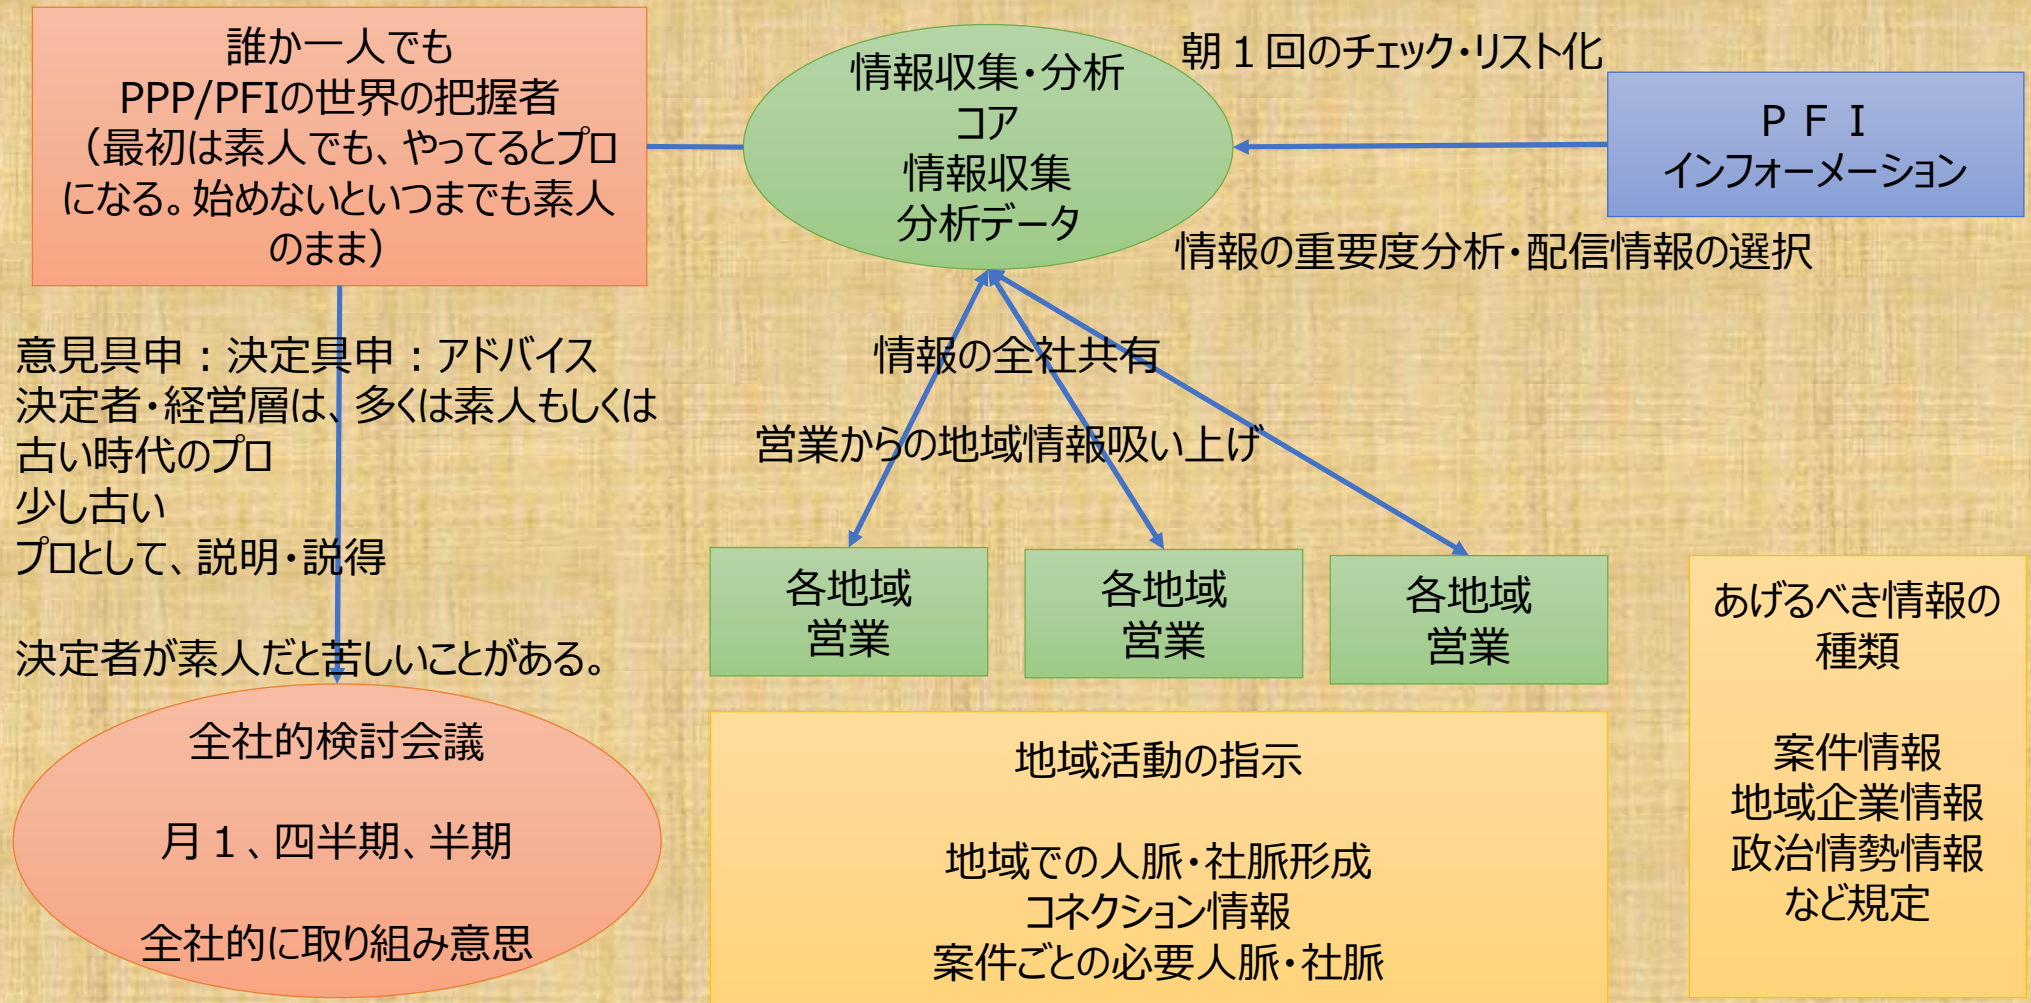 誰か一人でも
PPP/PFIの世界の把握者
（最初は素人でも、やってるとプロ
になる。始めないといつまでも素人
のまま）
情報収集・分析
コア
情報収集
分析データ
朝１回のチェック・リスト化
ＰＦＩ
インフォーメーション
情報の重要度分析・配信情報の選択
意見具申：決定具申：アドバイス
決定者・経営層は、多くは素人もしくは
古い時代のプロ
少し古い
プロとして、説明・説得
決定者が素人だと苦しいことがある。
情報の全社共有
営業からの地域情報吸い上げ
各地域
営業
各地域
営業
各地域
営業
あげるべき情報の
種類
案件情報
地域企業情報
政治情勢情報
など規定
全社的検討会議
月１、四半期、半期
全社的に取り組み意思
地域活動の指示
地域での人脈・社脈形成
コネクション情報
案件ごとの必要人脈・社脈